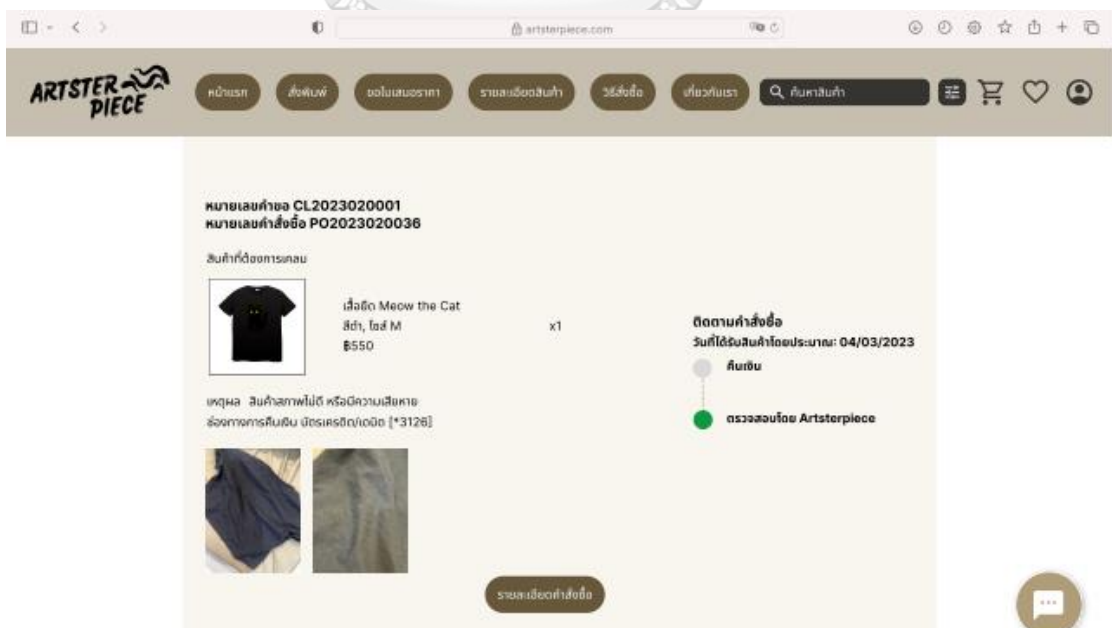 artsterpiece.com
ARTSTER
PIECE
หน้าแรก
สั่งพิมพ์
ขอใบเสนอราคา
รายละเอียดสินค้า
วิธีสั่งซื้อ
เกี่ยวกับเรา
ค้นหาสินค้า
หมายเลขคำขอ CL2023020001
หมายเลขคำสั่งซื้อ PO2023020036
สินค้าที่ต้องการเคลม
เสื้อยืด Meow the Cat
สีดำ, ไซส์ M
x1
฿550
ติดตามคำสั่งซื้อ
วันที่ได้รับสินค้าโดยประมาณ: 04/03/2023
คืนเงิน
ตรวจสอบโดย Artsterpiece
เหตุผล สินค้าสภาพไม่ดี หรือมีความเสียหาย
ช่องทางการคืนเงิน บัตรเครดิต/เดบิต [*3126]
รายละเอียดคำสั่งซื้อ